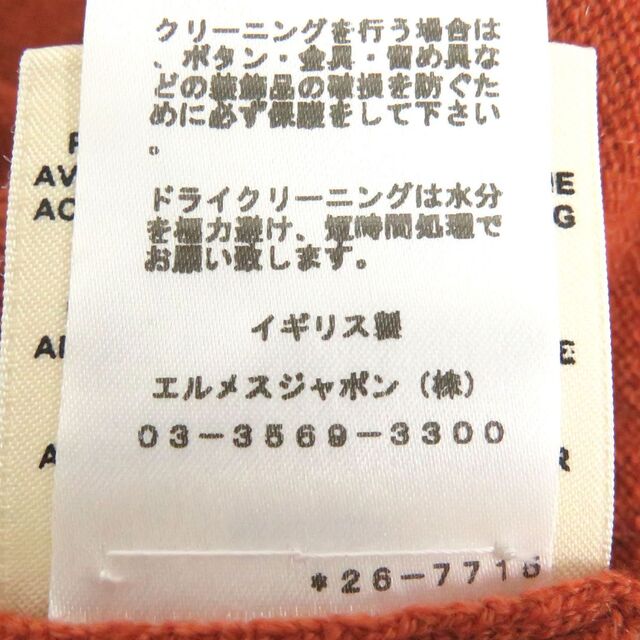 クリーニングを行う場合は
、ボタン・金具・留め具な
どの装飾品の破損を防ぐた
めに必ず保護をして下さい
。
ドライクリーニングは水分
を極力避け、短時間処理で
お願い致します。
イギリス製
エルメスジャポン（株）
03-3569-3300
*26-7715